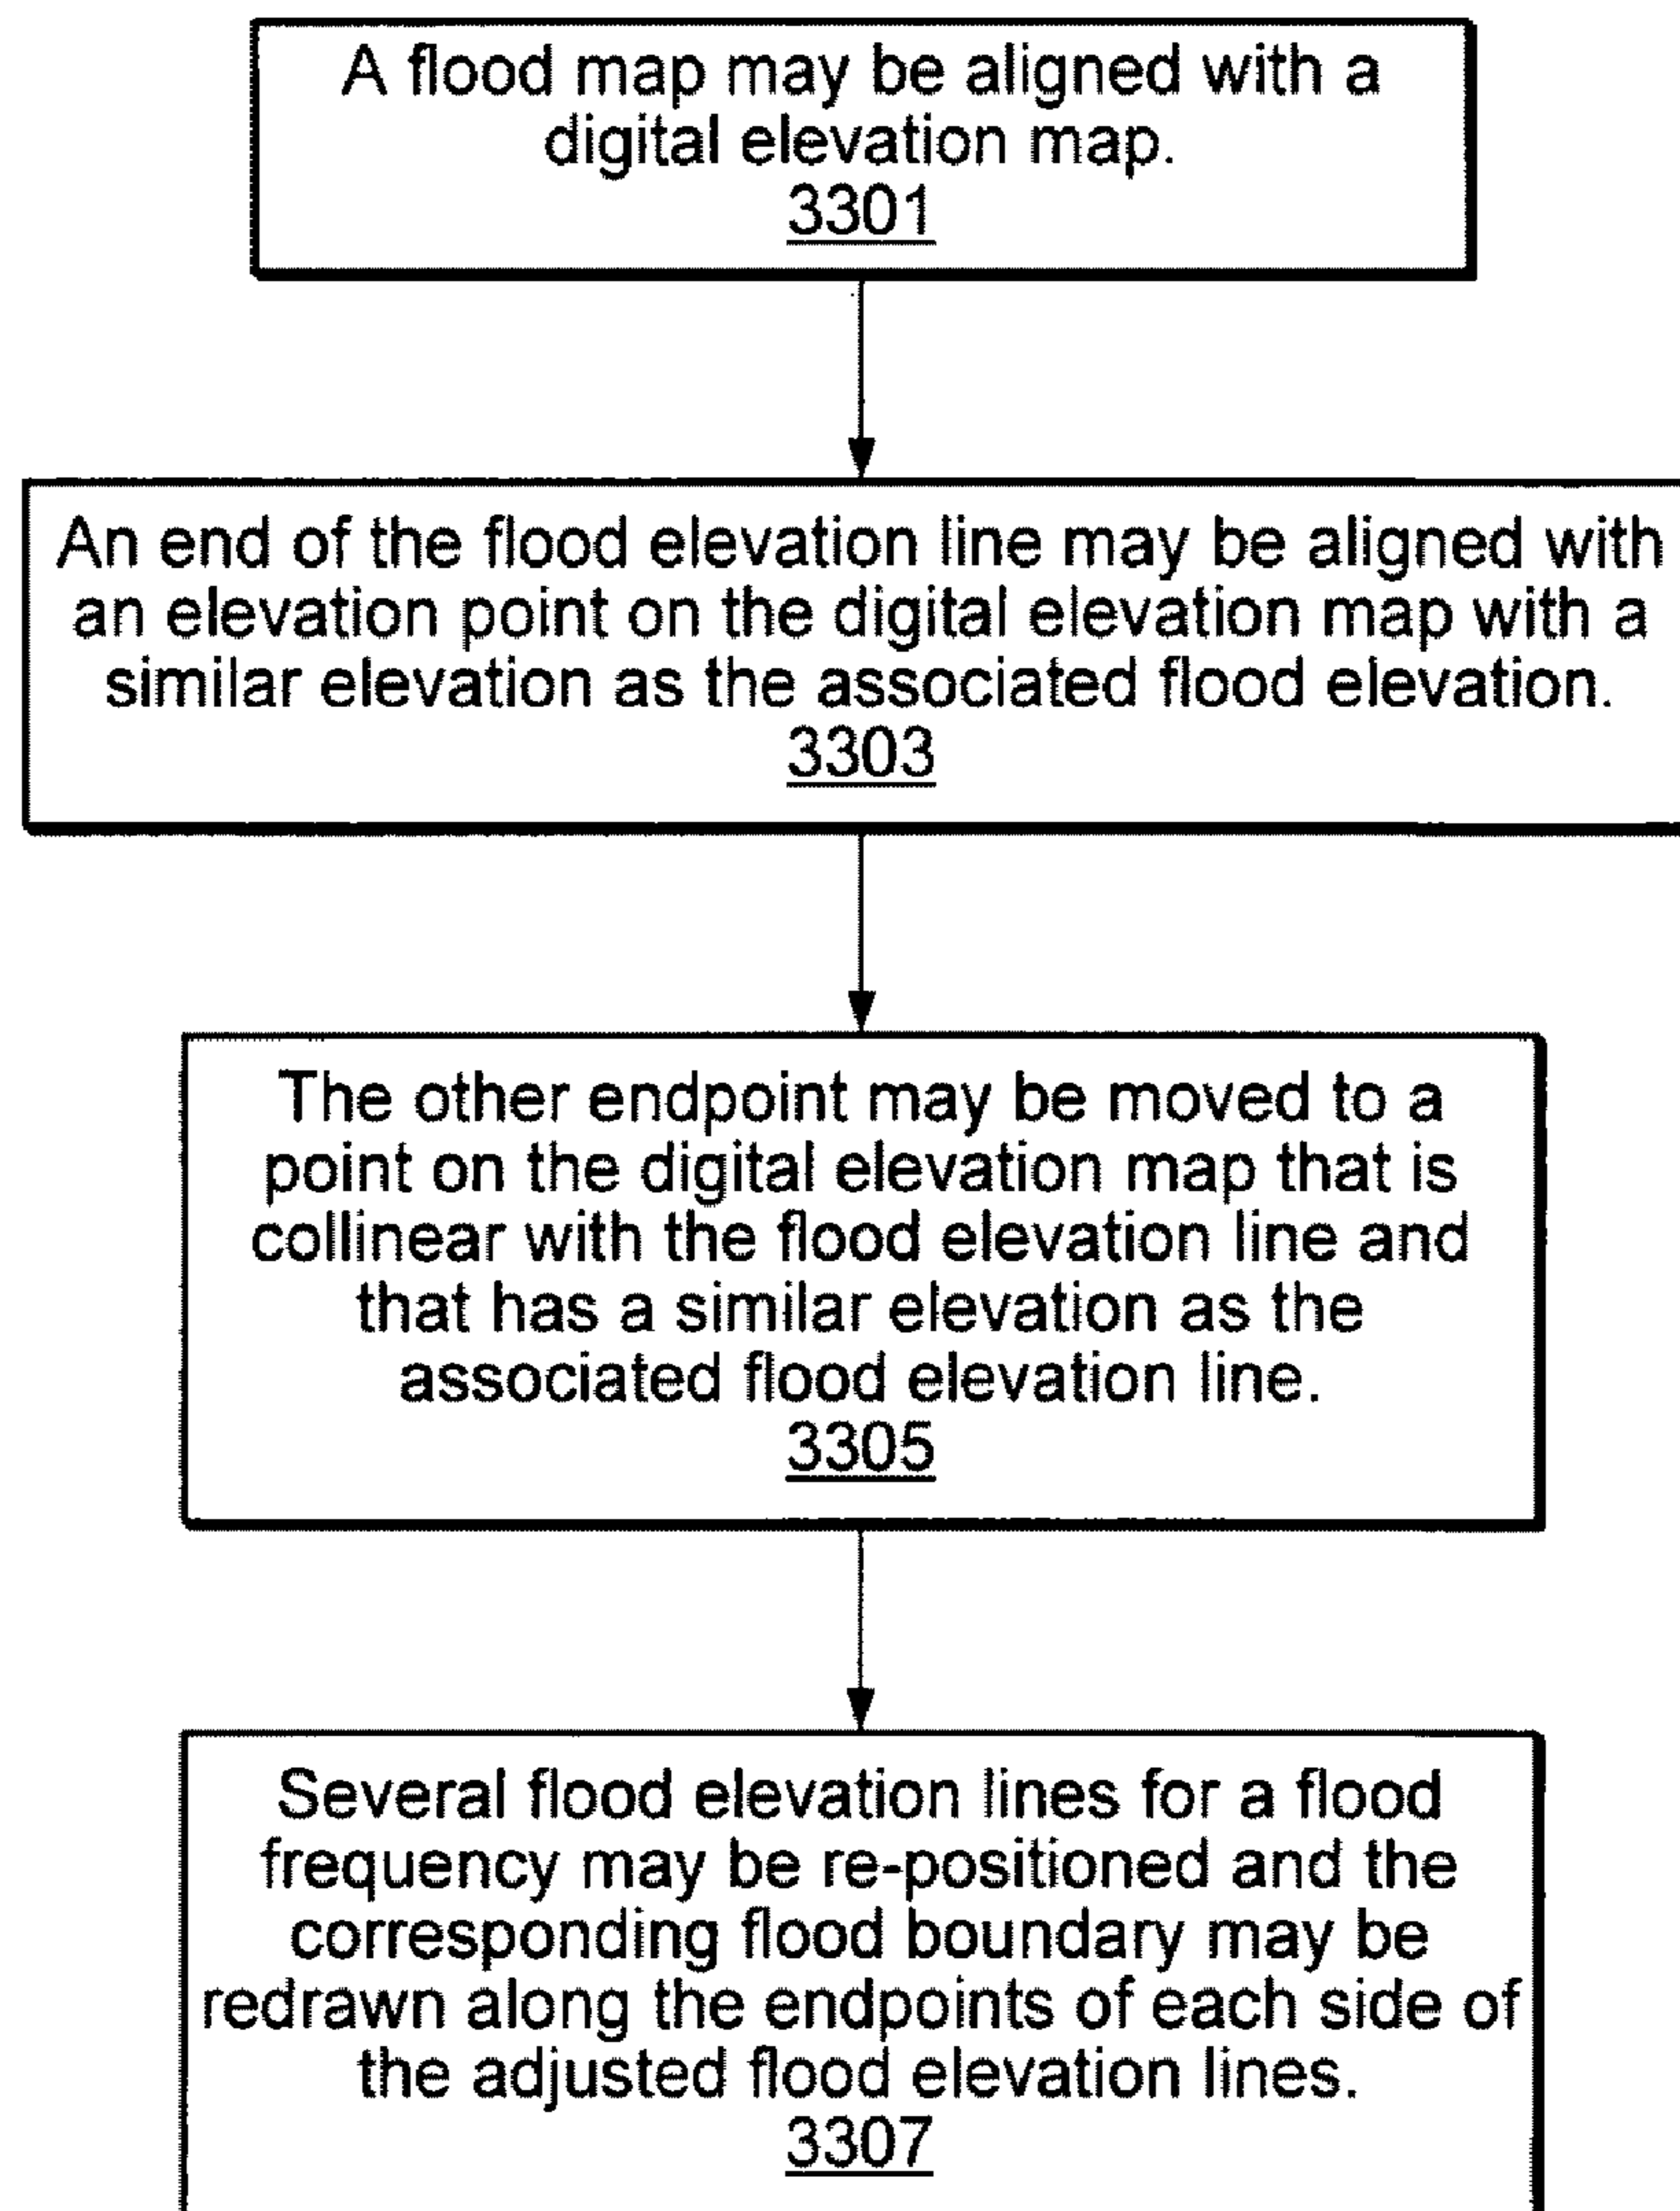 A flood map may be aligned with a
digital elevation map.
3301
An end of the flood elevation line may be aligned with
an elevation point on the digital elevation map with a
similar elevation as the associated flood elevation.
3303
The other endpoint may be moved to a
point on the digital elevation map that is
collinear with the flood elevation line and
that has a similar elevation as the
associated flood elevation line.
3305
Several flood elevation lines for a flood
frequency may be re-positioned and the
corresponding flood boundary may be
redrawn along the endpoints of each side of
the adjusted flood elevation lines.
3307